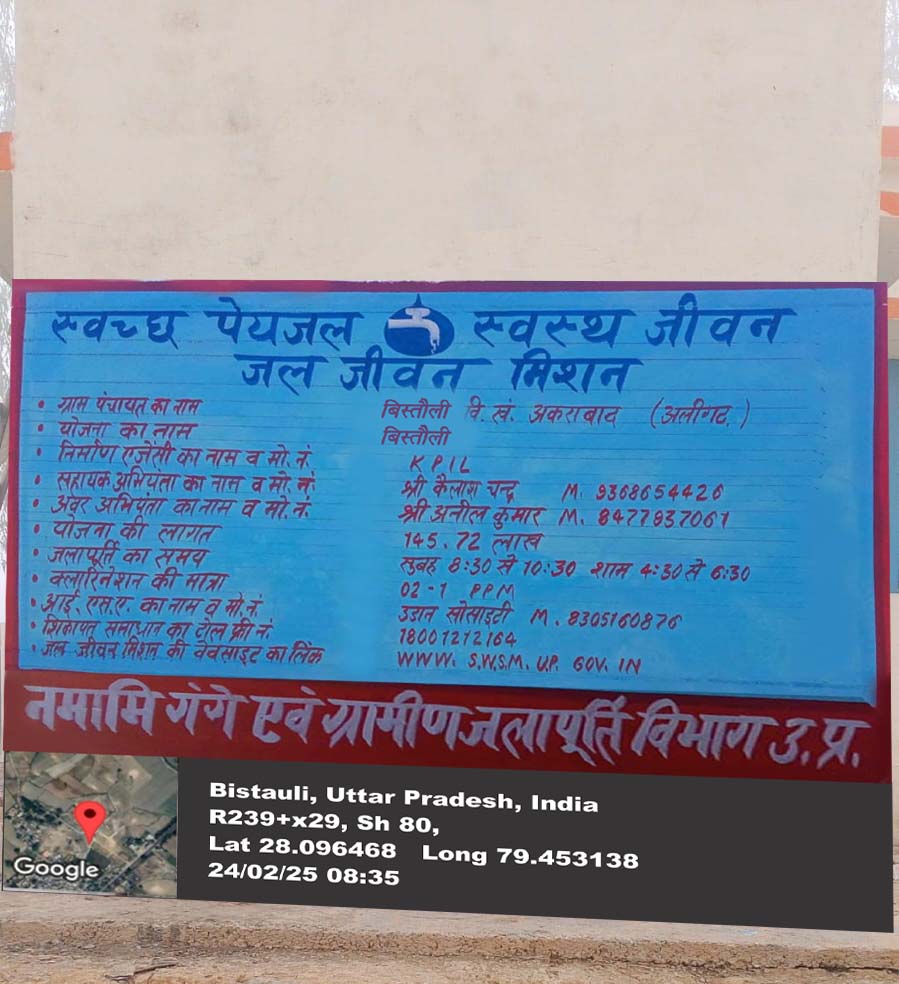 स्वच्छ पेयजल स्वस्थ जीवन
जल जीवन मिशन
• ग्राम पंचायत का नाम बिस्तौली वि. खं. अकराबाद (अलीगढ़)
• योजना का नाम बिस्तौली
• निर्माण एजेंसी का नाम व मो. नं. KPIL
• सहायक अभियंता का नाम व मो. नं. श्री कैलाश चन्द्र M. 9368654426
• अवर अभियंता का नाम व मो. नं. श्री अनील कुमार M. 8477937061
• योजना की लागत 145.72 लाख
• जलापूर्ति का समय सुबह 8:30 से 10:30 शाम 4:30 से 6:30
• क्लोरिनेशन की मात्रा 02-1 PPM
• आई. एस. ए. का नाम व मो. नं. उडान सोसाइटी M. 8305160876
• शिकायत समाधान का टोल फ्री नं. 18001212164
• जल जीवन मिशन की वेवसाइट का लिंक WWW. S.W.S.M. U.P. GOV. IN
नमामि गंगे एवं ग्रामीण जलापूर्ति विभाग उ. प्र.
Google
Bistauli, Uttar Pradesh, India
R239+x29, Sh 80,
Lat 28.096468 Long 79.453138
24/02/25 08:35